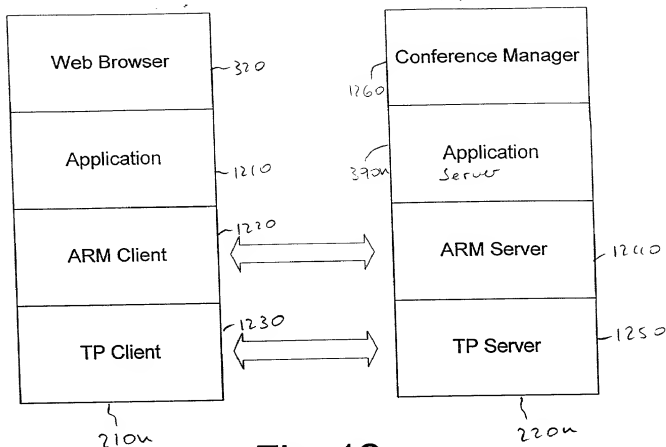 Web Browser
320
Conference Manager
1260
Application
1210
Application
Server
390n
1220
ARM Client
ARM Server
1240
1230
TP Client
TP Server
1250
210n
220n